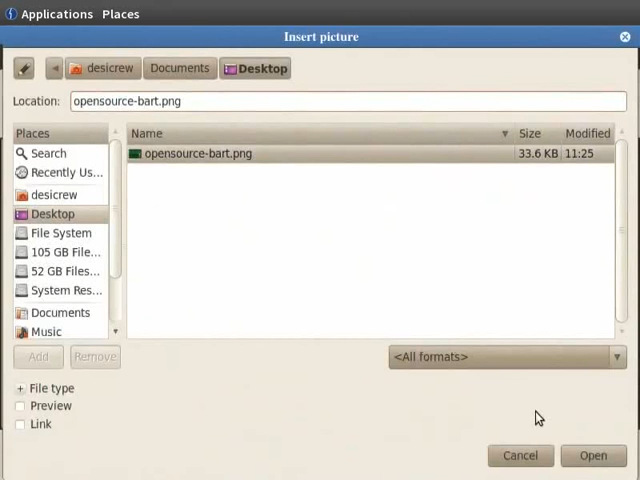 Applications Places
Insert picture
desicrew Documents Desktop
Location: opensource-bart.png
Places Name Size Modified
Search opensource-bart.png 33.6 KB 11:25
Recently Us...
desicrew
Desktop
File System
105 GB File...
52 GB Files...
System Res...
Documents
Music
Add Remove <All formats>
File type
Preview
Link
Cancel Open